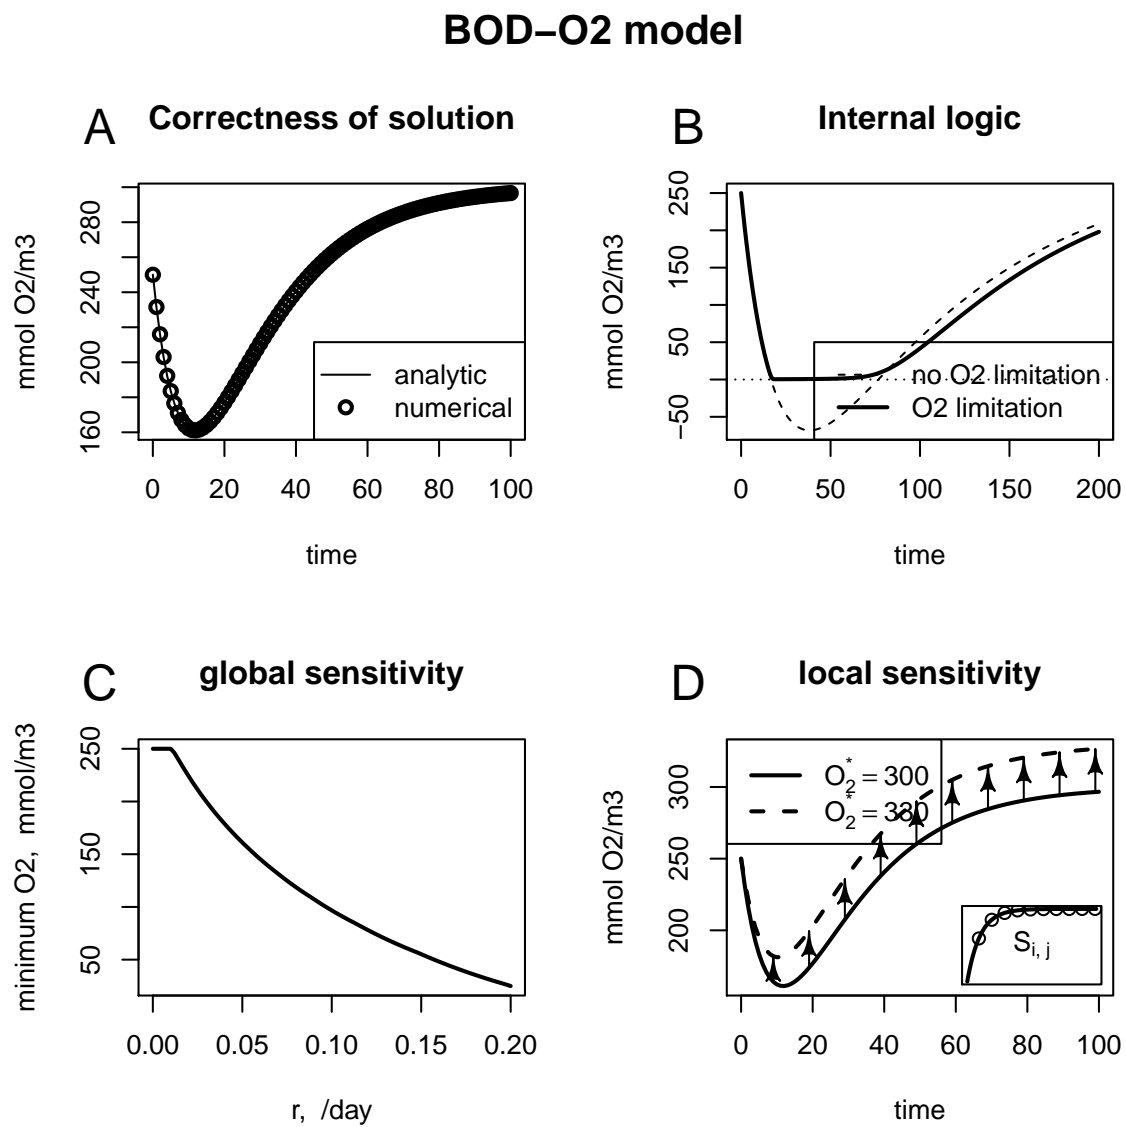 BOD−O2 model
A
Correctness of solution
mmol O2/m3
160 200 240 280
analytic
numerical
0 20 40 60 80 100
time
B
Internal logic
mmol O2/m3
−50 50 150 250
no O2 limitation
O2 limitation
0 50 100 150 200
time
C
global sensitivity
minimum O2, mmol/m3
50 150 250
0.00 0.05 0.10 0.15 0.20
r, /day
D
local sensitivity
mmol O2/m3
200 250 300
O2* = 300
O2* = 330
Si, j
0 20 40 60 80 100
time